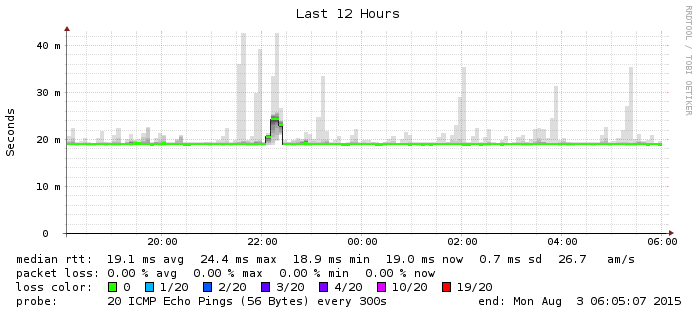 Last 12 Hours
RRDTOOL / TOBI OETIKER
Seconds
40 m
30 m
20 m
10 m
0
20:00 22:00 00:00 02:00 04:00 06:00
median rtt: 19.1 ms avg 24.4 ms max 18.9 ms min 19.0 ms now 0.7 ms sd 26.7 am/s
packet loss: 0.00 % avg 0.00 % max 0.00 % min 0.00 % now
loss color: 0 1/20 2/20 3/20 4/20 10/20 19/20
probe: 20 ICMP Echo Pings (56 Bytes) every 300s end: Mon Aug 3 06:05:07 2015